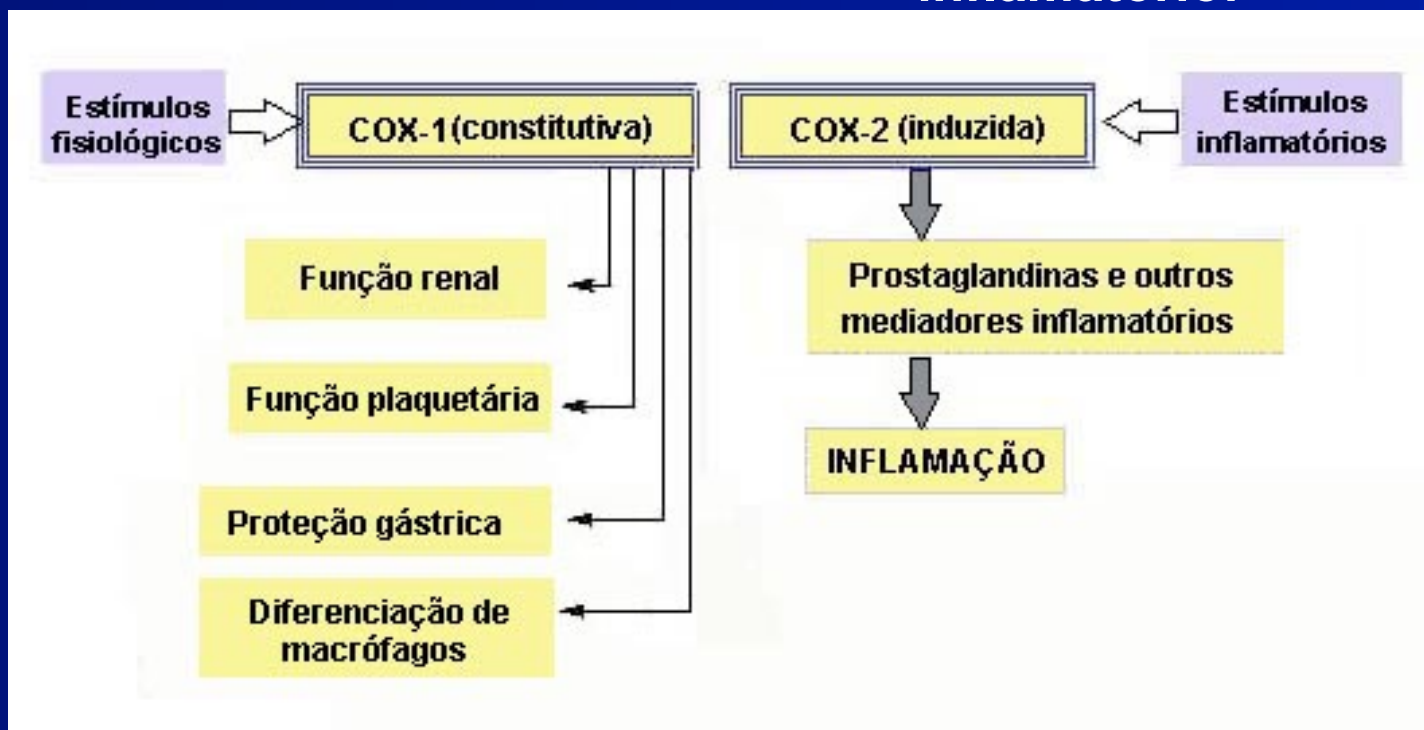 Estímulos
fisiológicos
COX-1(constitutiva)
COX-2 (induzida)
Estímulos
inflamatórios
Função renal
Função plaquetária
Proteção gástrica
Diferenciação de
macrófagos
Prostaglandinas e outros
mediadores inflamatórios
INFLAMAÇÃO